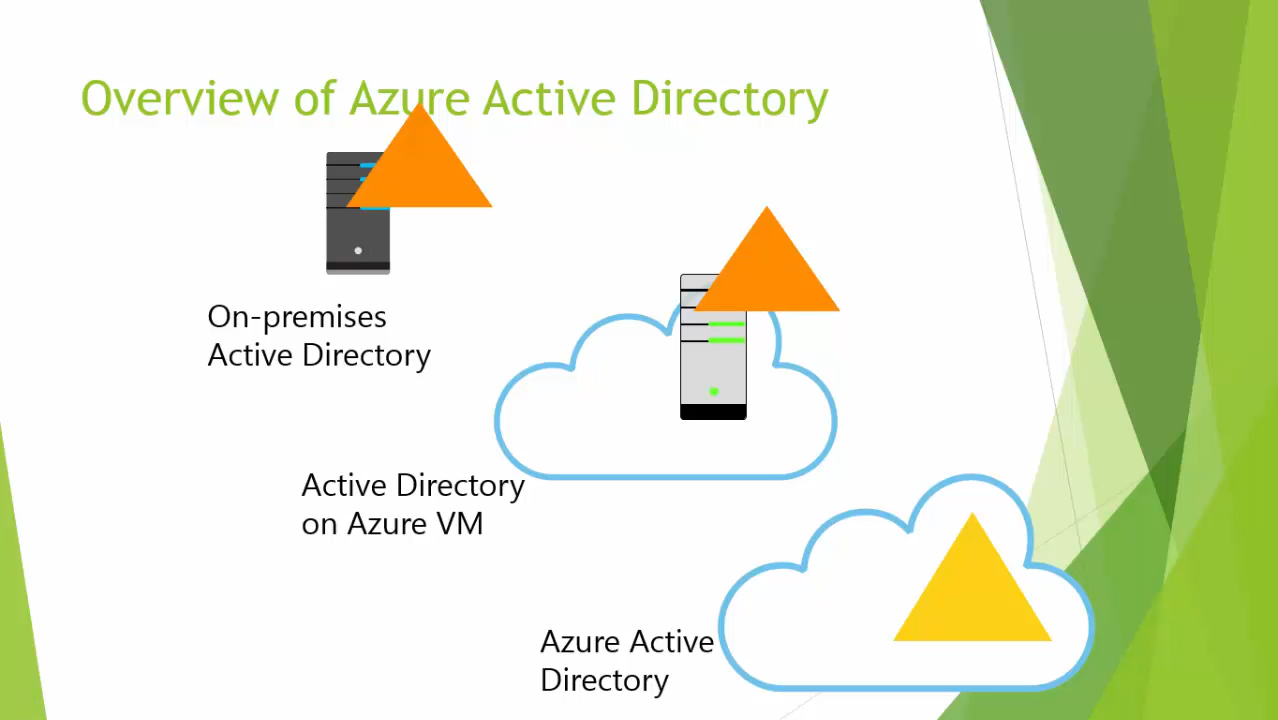 Overview of Azure Active Directory
On-premises
Active Directory
Active Directory
on Azure VM
Azure Active
Directory